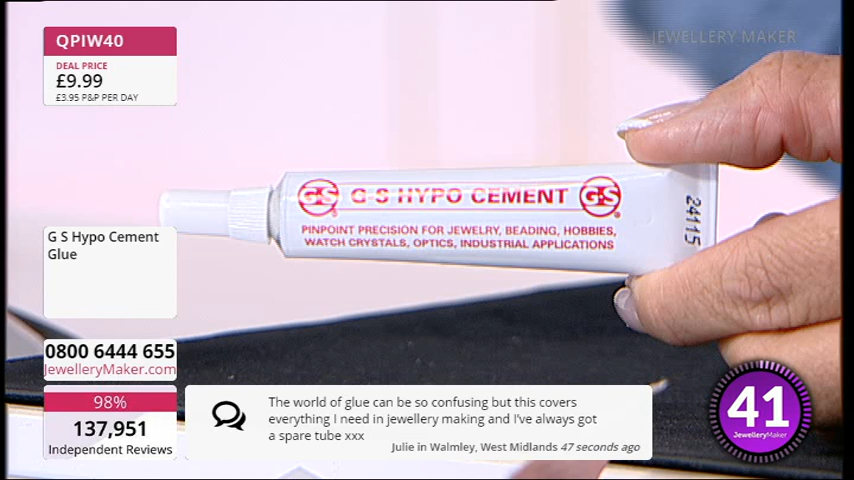 QPIW40
DEAL PRICE
£9.99
£3.95 P&P PER DAY
JEWELLERY MAKER
G-S
G-S HYPO CEMENT
G-S
PINPOINT PRECISION FOR JEWELRY, BEADING, HOBBIES,
WATCH CRYSTALS, OPTICS, INDUSTRIAL APPLICATIONS
24115
G S Hypo Cement
Glue
0800 6444 655
JewelleryMaker.com
98%
137,951
Independent Reviews
The world of glue can be so confusing but this covers
everything I need in jewellery making and I've always got
a spare tube xxx
Julie in Walmley, West Midlands 47 seconds ago
41
JewelleryMaker